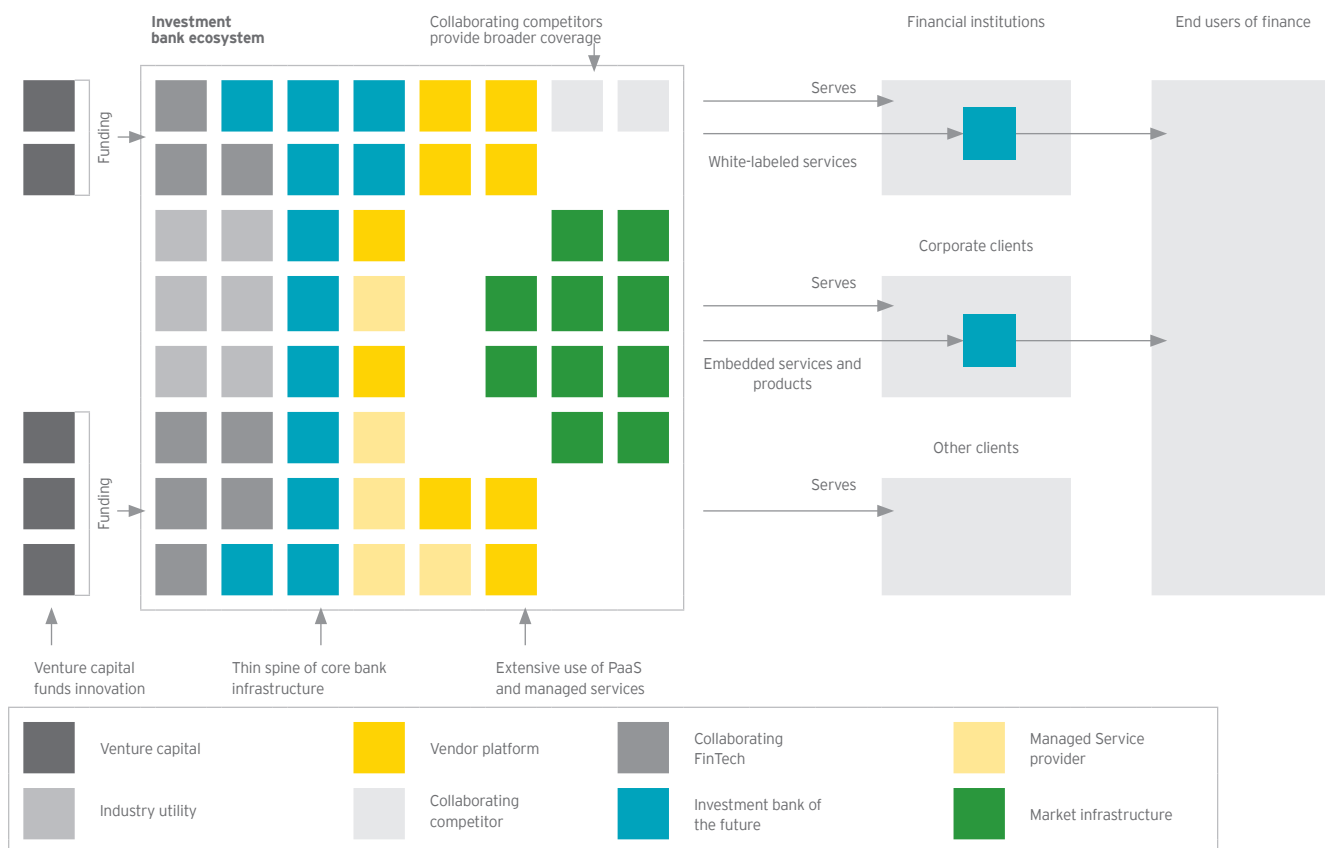 Investment
bank ecosystem
Collaborating competitors
provide broader coverage
Financial institutions
End users of finance
Funding
Serves
White-labeled services
Corporate clients
Serves
Embedded services and
products
Other clients
Funding
Serves
Venture capital
funds innovation
Thin spine of core bank
infrastructure
Extensive use of PaaS
and managed services
Venture capital
Vendor platform
Collaborating
FinTech
Managed Service
provider
Industry utility
Collaborating
competitor
Investment bank of
the future
Market infrastructure